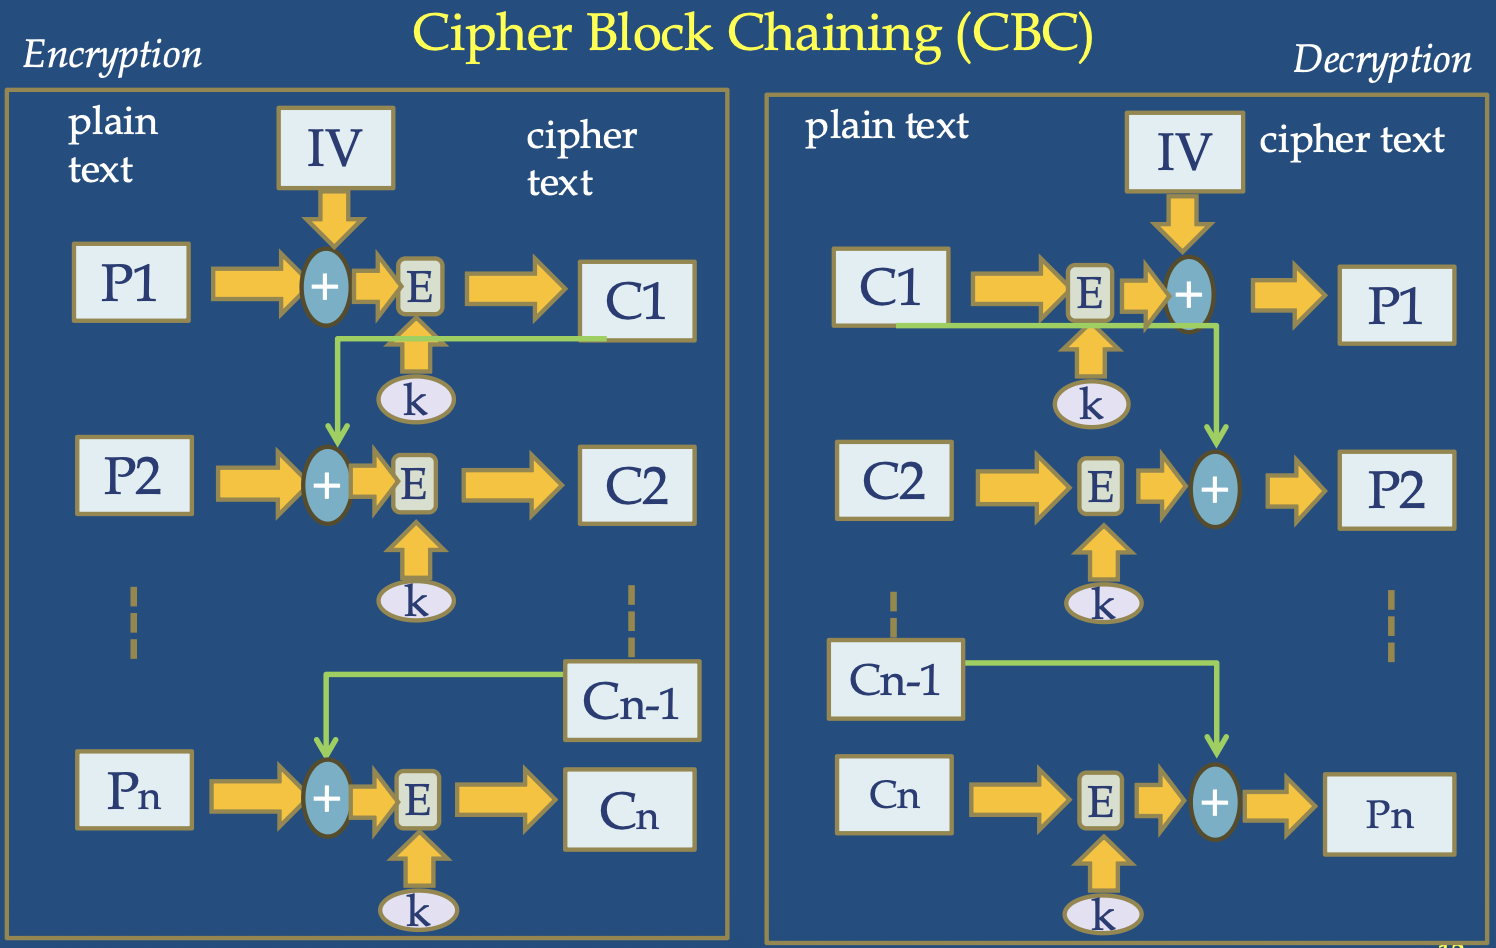 Cipher Block Chaining (CBC)
Encryption
plain
text
IV
cipher
text
P1
+
E
C1
k
P2
+
E
C2
k
Cn-1
Pn
+
E
Cn
k
Decryption
plain text
IV
cipher text
C1
E
+
P1
k
C2
E
+
P2
k
Cn-1
Cn
E
+
Pn
k